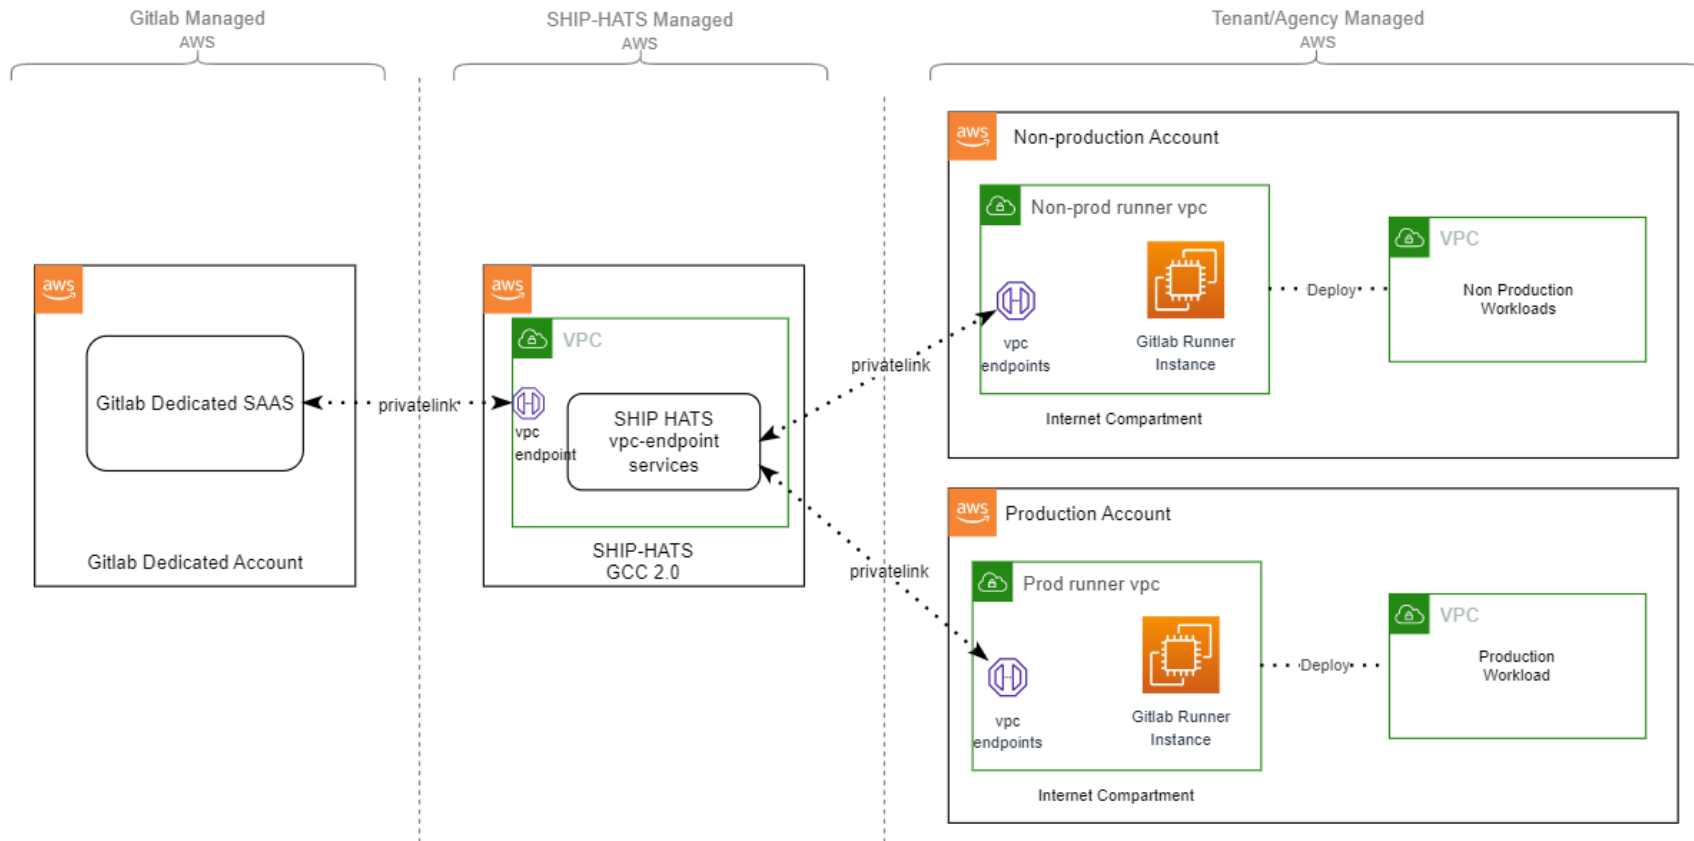 Gitlab Managed
AWS
SHIP-HATS Managed
AWS
Tenant/Agency Managed
AWS
aws
Gitlab Dedicated SAAS
Gitlab Dedicated Account
privatelink
aws
VPC
vpc
endpoint
SHIP HATS
vpc-endpoint
services
SHIP-HATS
GCC 2.0
privatelink
privatelink
aws
Non-production Account
Non-prod runner vpc
vpc
endpoints
Gitlab Runner
Instance
Internet Compartment
Deploy
VPC
Non Production
Workloads
aws
Production Account
Prod runner vpc
vpc
endpoints
Gitlab Runner
Instance
Internet Compartment
Deploy
VPC
Production
Workload